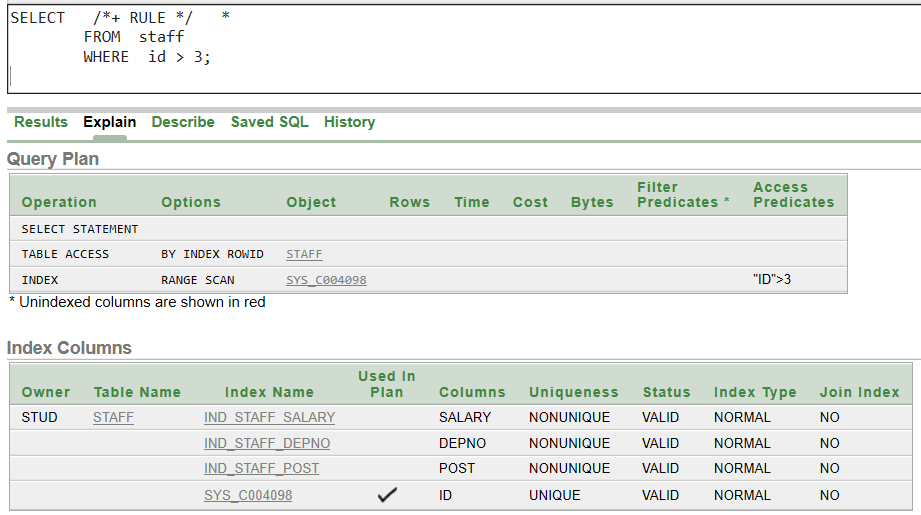 SELECT /*+ RULE */ *
FROM staff
WHERE id > 3;
Results Explain Describe Saved SQL History
Query Plan
Operation Options Object Rows Time Cost Bytes Filter Predicates * Access Predicates
SELECT STATEMENT
TABLE ACCESS BY INDEX ROWID STAFF
INDEX RANGE SCAN SYS_C004098 "ID">3
* Unindexed columns are shown in red
Index Columns
Owner Table Name Index Name Used In Plan Columns Uniqueness Status Index Type Join Index
STUD STAFF IND_STAFF_SALARY SALARY NONUNIQUE VALID NORMAL NO
IND_STAFF_DEPNO DEPNO NONUNIQUE VALID NORMAL NO
IND_STAFF_POST POST NONUNIQUE VALID NORMAL NO
SYS_C004098 ID UNIQUE VALID NORMAL NO